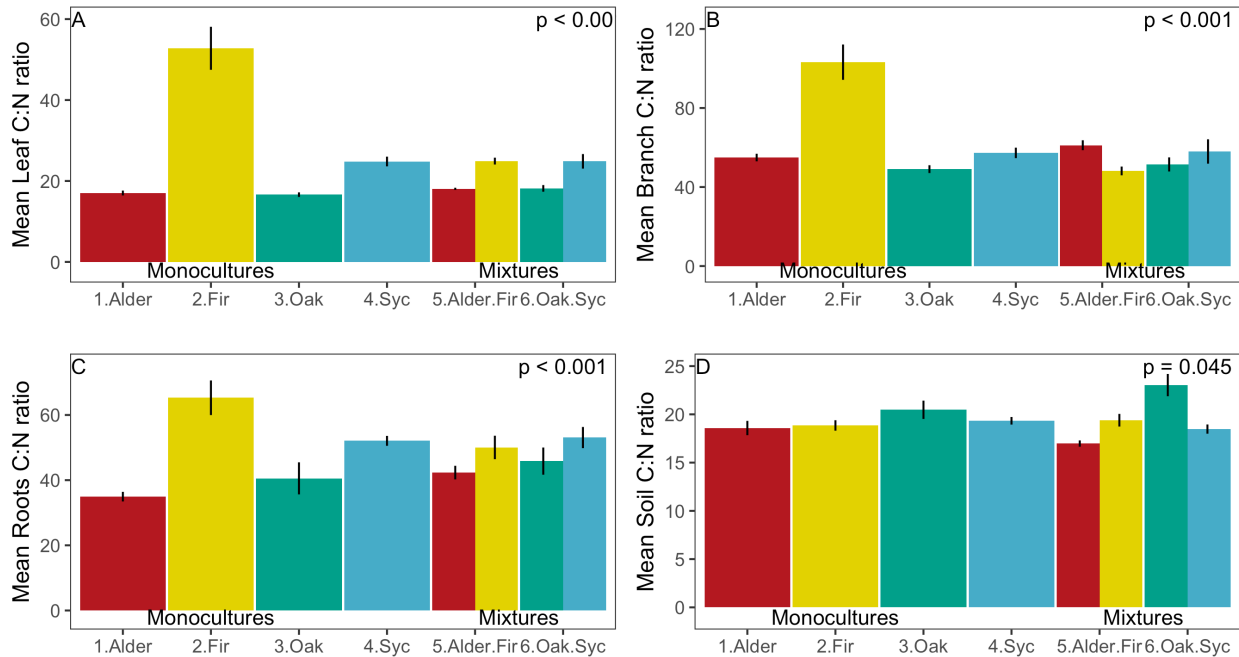 A
p < 0.00
Mean Leaf C:N ratio
60
40
20
0
Monocultures
Mixtures
1.Alder
2.Fir
3.Oak
4.Syc
5.Alder.Fir
6.Oak.Syc
B
p < 0.001
Mean Branch C:N ratio
120
80
40
0
Monocultures
Mixtures
1.Alder
2.Fir
3.Oak
4.Syc
5.Alder.Fir
6.Oak.Syc
C
p < 0.001
Mean Roots C:N ratio
60
40
20
0
Monocultures
Mixtures
1.Alder
2.Fir
3.Oak
4.Syc
5.Alder.Fir
6.Oak.Syc
D
p = 0.045
Mean Soil C:N ratio
25
20
15
10
5
0
Monocultures
Mixtures
1.Alder
2.Fir
3.Oak
4.Syc
5.Alder.Fir
6.Oak.Syc